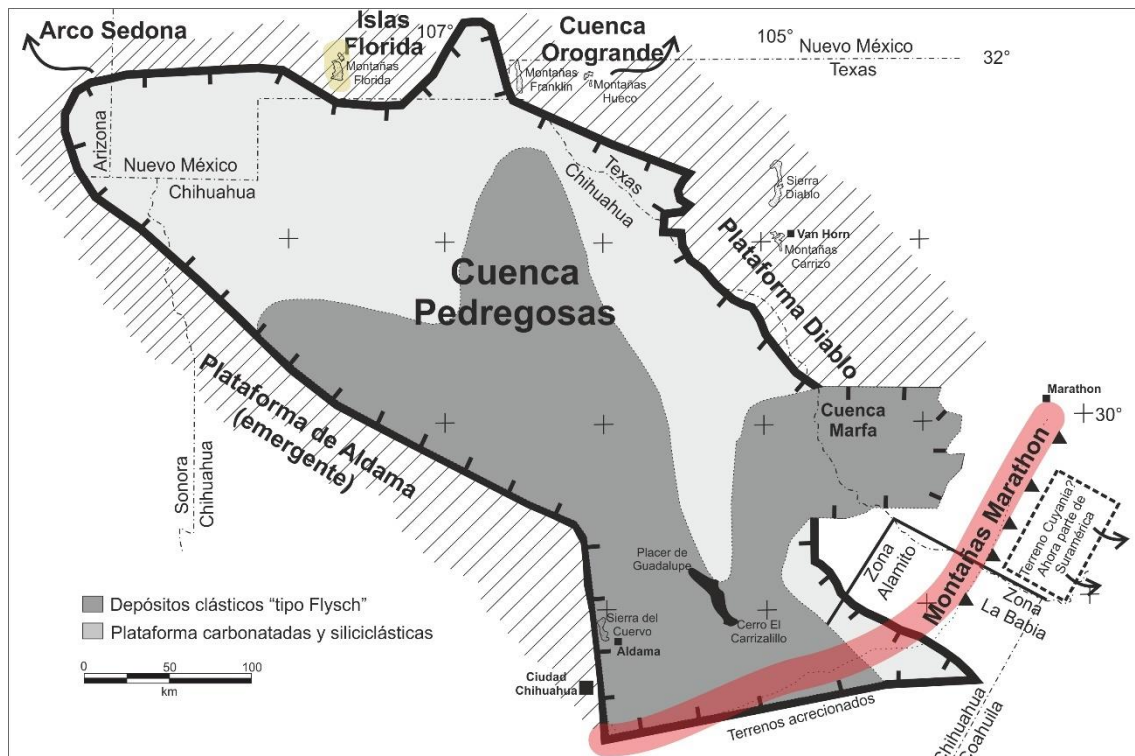 Arco Sedona
Islas
Florida
Montañas
Florida
107°
Cuenca
Orogrande
Montañas
Franklin
Montañas
Hueco
105°
Nuevo México
Texas
32°
Arizona
Nuevo México
Chihuahua
Texas
Chihuahua
Sierra
Diablo
Van Horn
Montañas
Carrizo
Plataforma Diablo
Cuenca
Pedregosas
Plataforma de Aldama
(emergente)
Sonora
Chihuahua
Cuenca
Marfa
Marathon
30°
Montañas Marathon
Terreno Cuyania?
Ahora parte de
Suramérica
Zona
Alamito
Zona
La Babia
Placer de
Guadalupe
Cerro El
Carrizalillo
Sierra del
Cuervo
Aldama
Ciudad
Chihuahua
Terrenos acrecionados
Chihuahua
Coahuila
Depósitos clásticos “tipo Flysch”
Plataforma carbonatadas y siliciclásticas
0 50 100
km